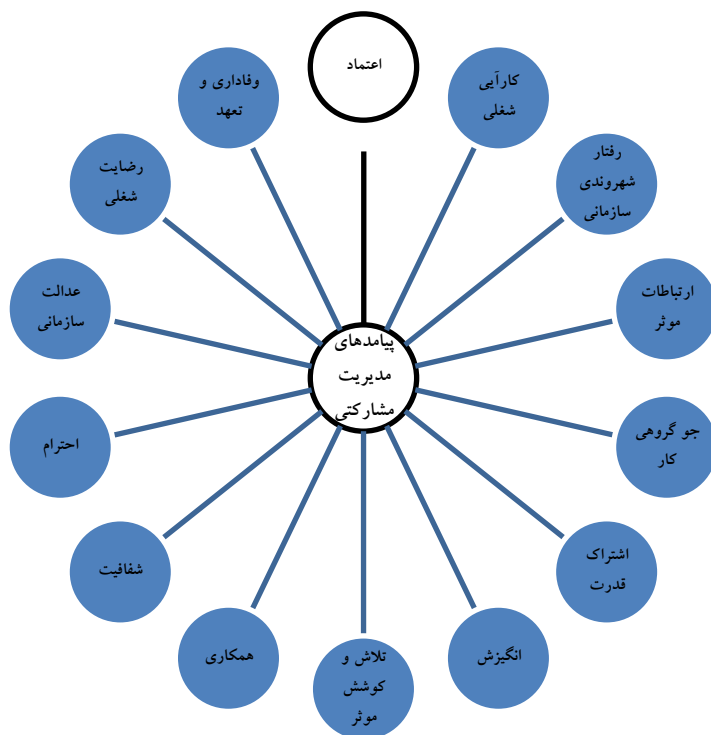 اعتماد
کارآیی
شغلی
رفتار
شهروندی
سازمانی
ارتباطات
موثر
جو گروهی
کار
اشتراک
قدرت
انگیزش
تلاش و
کوشش
موثر
همکاری
شفافیت
احترام
عدالت
سازمانی
رضایت
شغلی
وفاداری و
تعهد
پیامدهای
مدیریت
مشارکتی